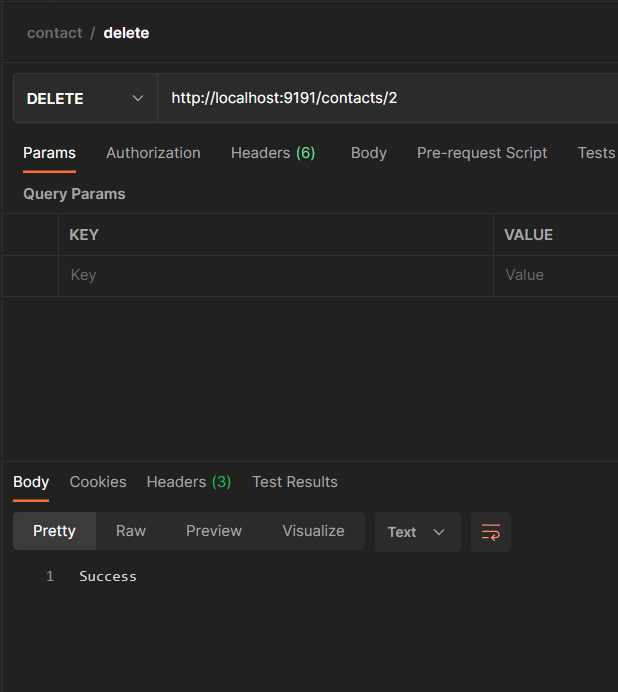 contact / delete
DELETE http://localhost:9191/contacts/2
Params Authorization Headers (6) Body Pre-request Script Tests
Query Params
KEY VALUE
Key Value
Body Cookies Headers (3) Test Results
Pretty Raw Preview Visualize Text
1 Success